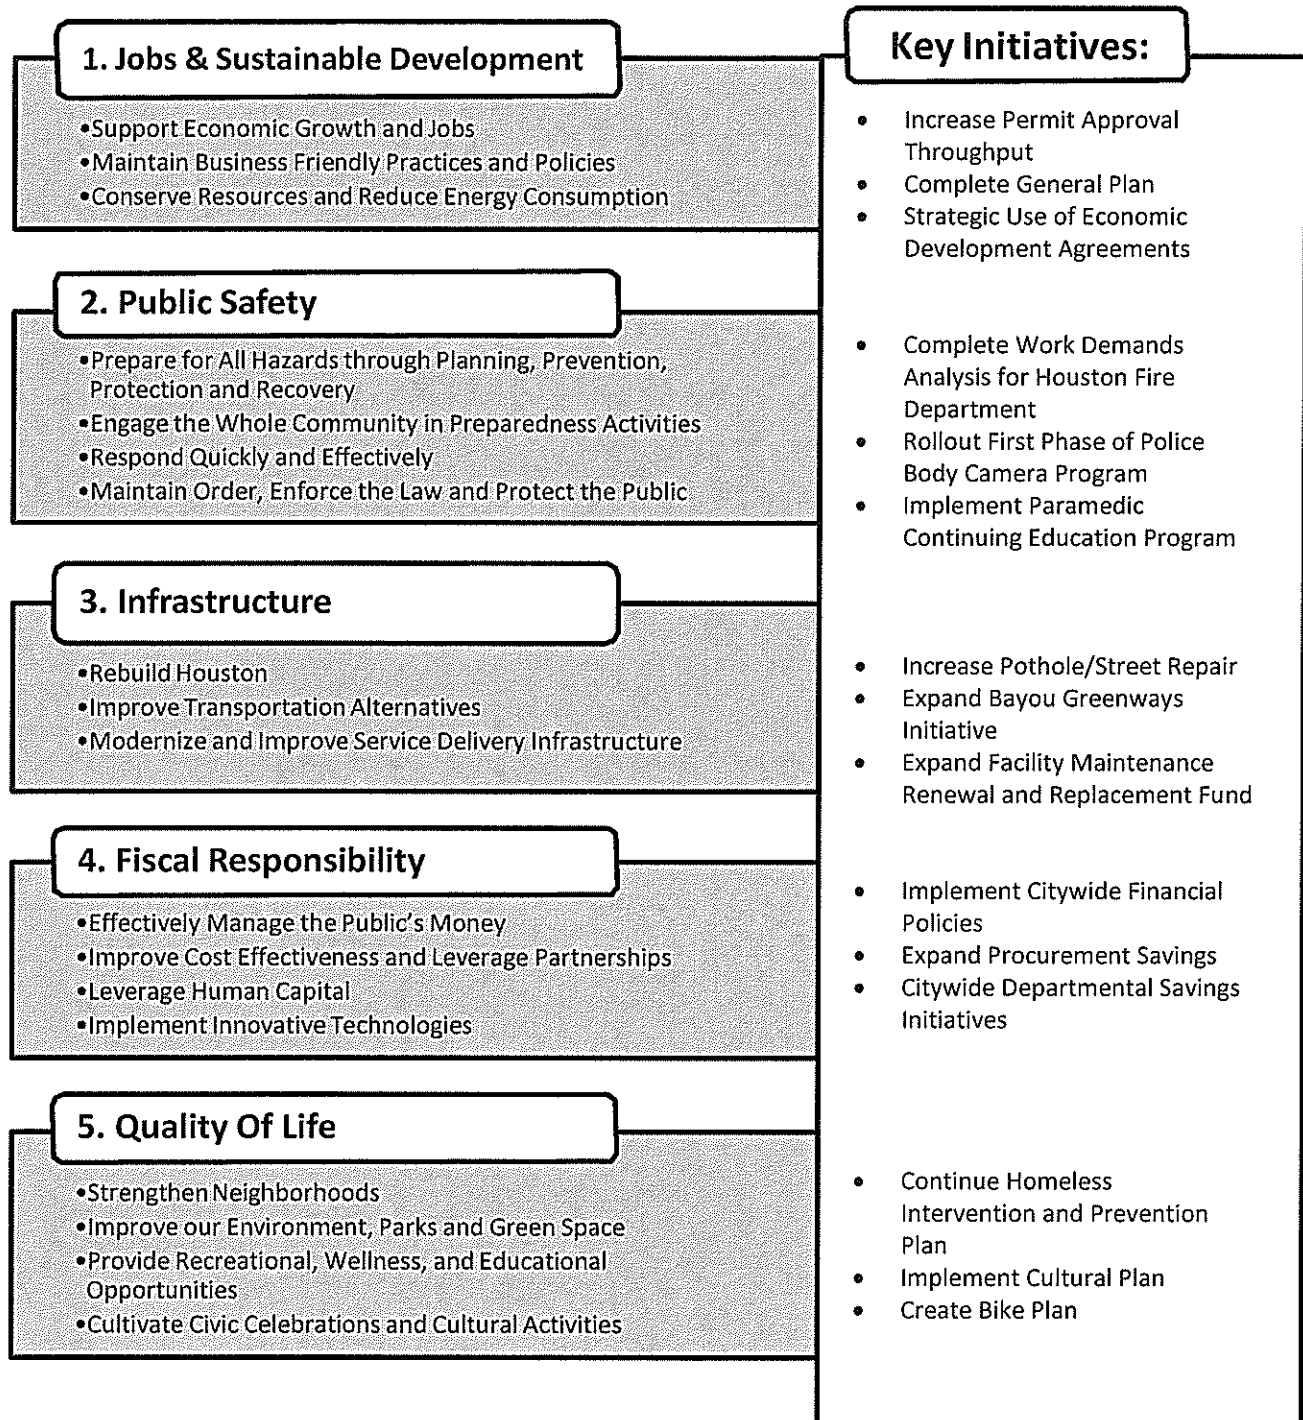 1. Jobs & Sustainable Development
•Support Economic Growth and Jobs
•Maintain Business Friendly Practices and Policies
•Conserve Resources and Reduce Energy Consumption
2. Public Safety
•Prepare for All Hazards through Planning, Prevention,
Protection and Recovery
•Engage the Whole Community in Preparedness Activities
•Respond Quickly and Effectively
•Maintain Order, Enforce the Law and Protect the Public
3. Infrastructure
•Rebuild Houston
•Improve Transportation Alternatives
•Modernize and Improve Service Delivery Infrastructure
4. Fiscal Responsibility
•Effectively Manage the Public's Money
•Improve Cost Effectiveness and Leverage Partnerships
•Leverage Human Capital
•Implement Innovative Technologies
5. Quality Of Life
•Strengthen Neighborhoods
•Improve our Environment, Parks and Green Space
•Provide Recreational, Wellness, and Educational
Opportunities
•Cultivate Civic Celebrations and Cultural Activities
Key Initiatives:
• Increase Permit Approval
Throughput
• Complete General Plan
• Strategic Use of Economic
Development Agreements
• Complete Work Demands
Analysis for Houston Fire
Department
• Rollout First Phase of Police
Body Camera Program
• Implement Paramedic
Continuing Education Program
• Increase Pothole/Street Repair
• Expand Bayou Greenways
Initiative
• Expand Facility Maintenance
Renewal and Replacement Fund
• Implement Citywide Financial
Policies
• Expand Procurement Savings
• Citywide Departmental Savings
Initiatives
• Continue Homeless
Intervention and Prevention
Plan
• Implement Cultural Plan
• Create Bike Plan